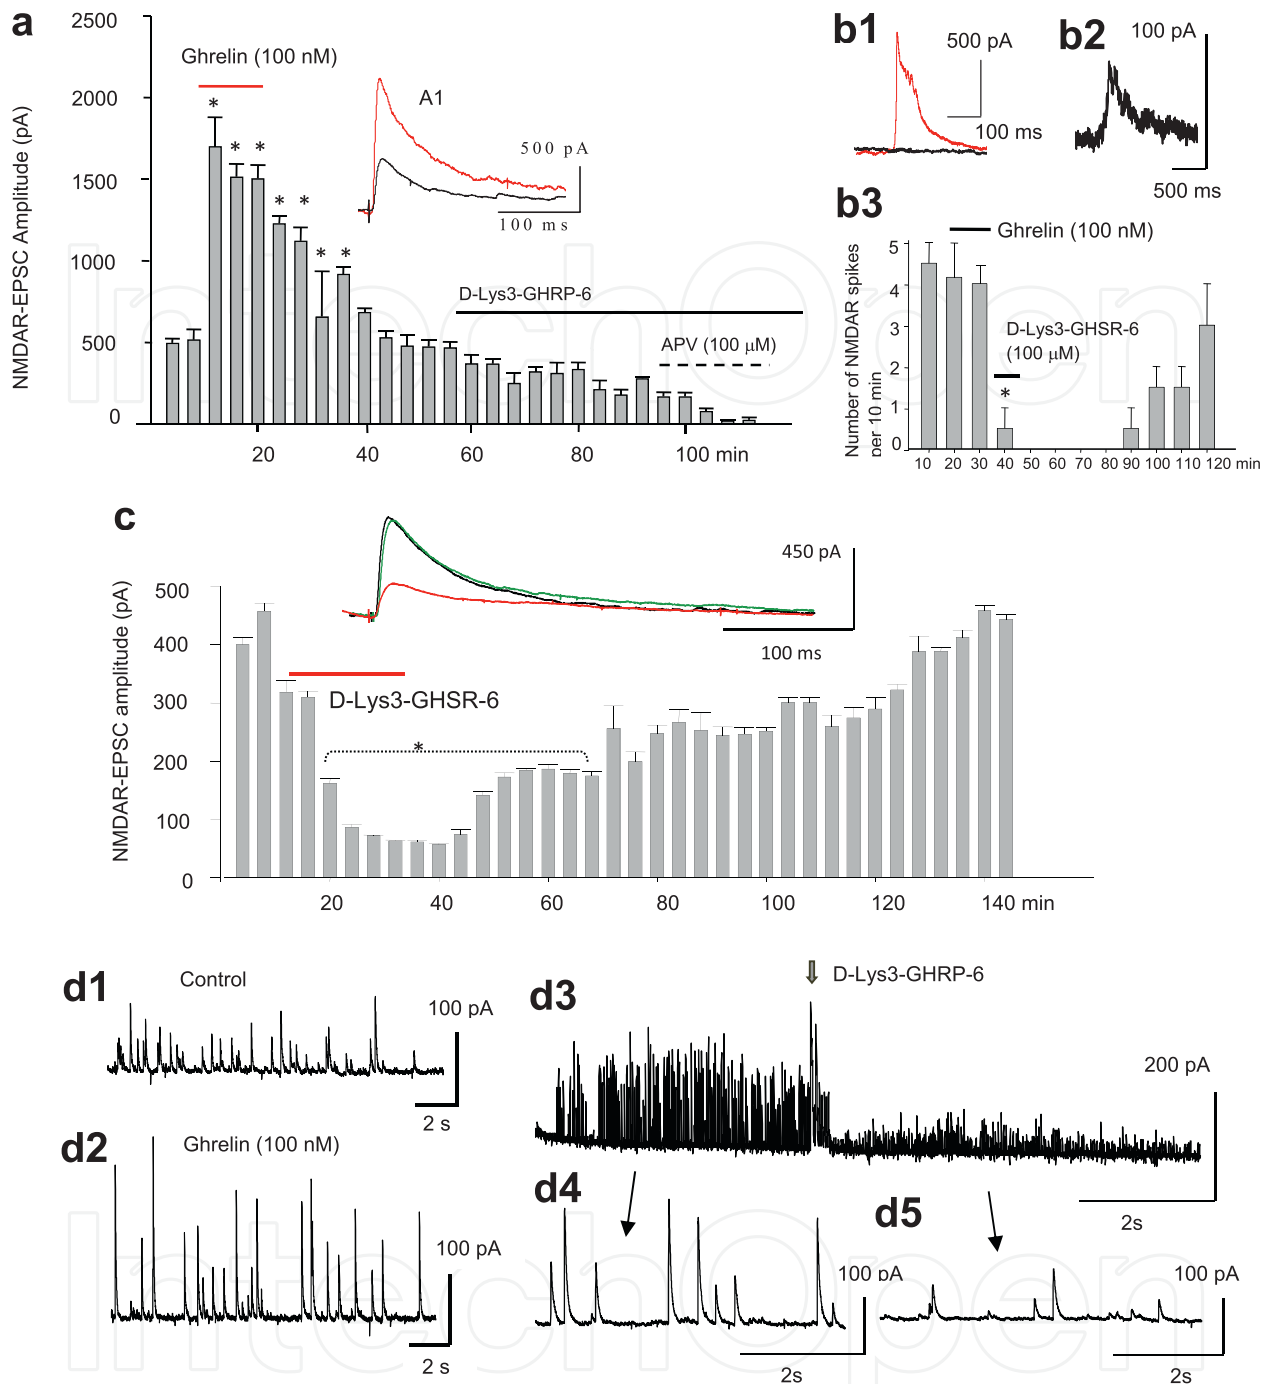 a
2500
2000
1500
1000
500
0
NMDAR-EPSC Amplitude (pA)
Ghrelin (100 nM)
*
* *
* *
* *
A1
500 pA
100 ms
D-Lys3-GHRP-6
APV (100 μM)
20 40 60 80 100 min
b1
500 pA
100 ms
b2
100 pA
500 ms
b3
Ghrelin (100 nM)
5
4
3
2
1
0
Number of NMDAR spikes
per 10 min
D-Lys3-GHSR-6
(100 μM)
*
10 20 30 40 50 60 70 80 90 100 110 120 min
c
450 pA
100 ms
500
400
300
200
100
0
NMDAR-EPSC amplitude (pA)
D-Lys3-GHSR-6
*
20 40 60 80 100 120 140 min
d1
Control
100 pA
2 s
d2
Ghrelin (100 nM)
100 pA
2 s
d3
D-Lys3-GHRP-6
200 pA
2s
d4
100 pA
2s
d5
100 pA
2s
IntechOpen
IntechOpen